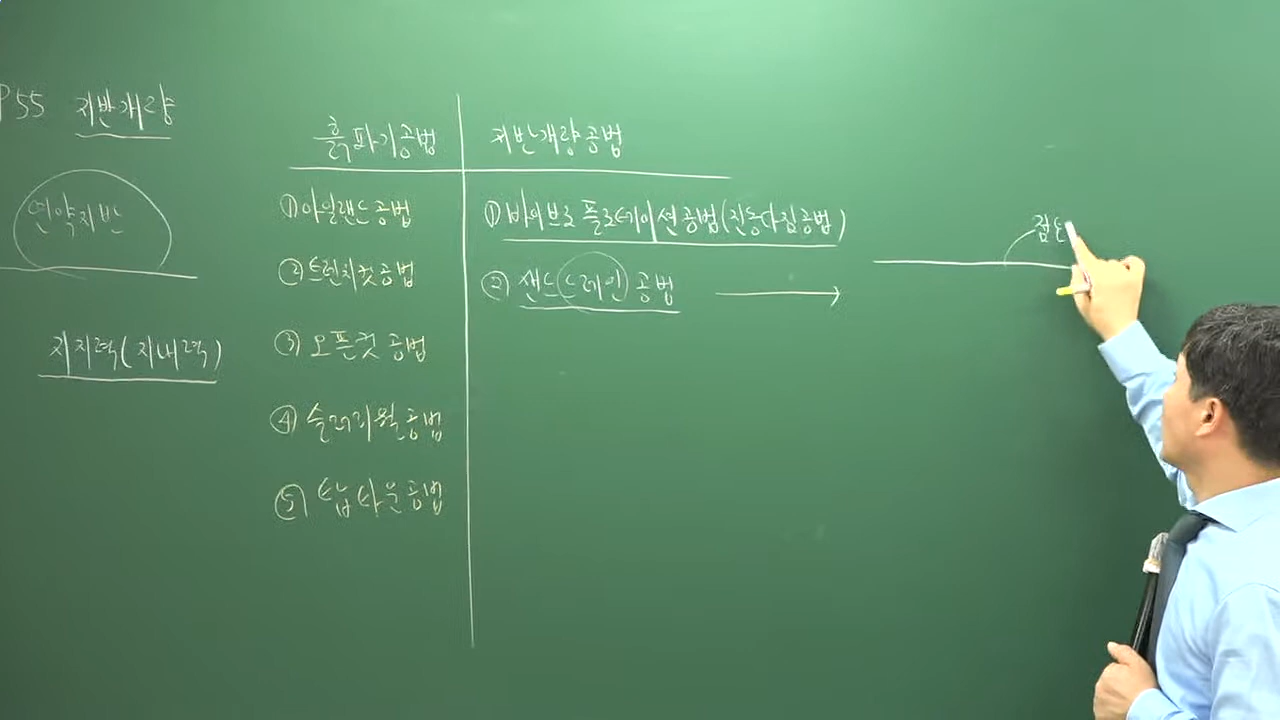 P55 지반개량
연약지반
지지력(지내력)
흙파기공법
①아일랜드공법
②트렌치컷공법
③오픈컷 공법
④슬러리월공법
⑤탑다운공법
지반개량공법
①바이브로 플로테이션공법(진동다짐공법)
②샌드드레인 공법
점토